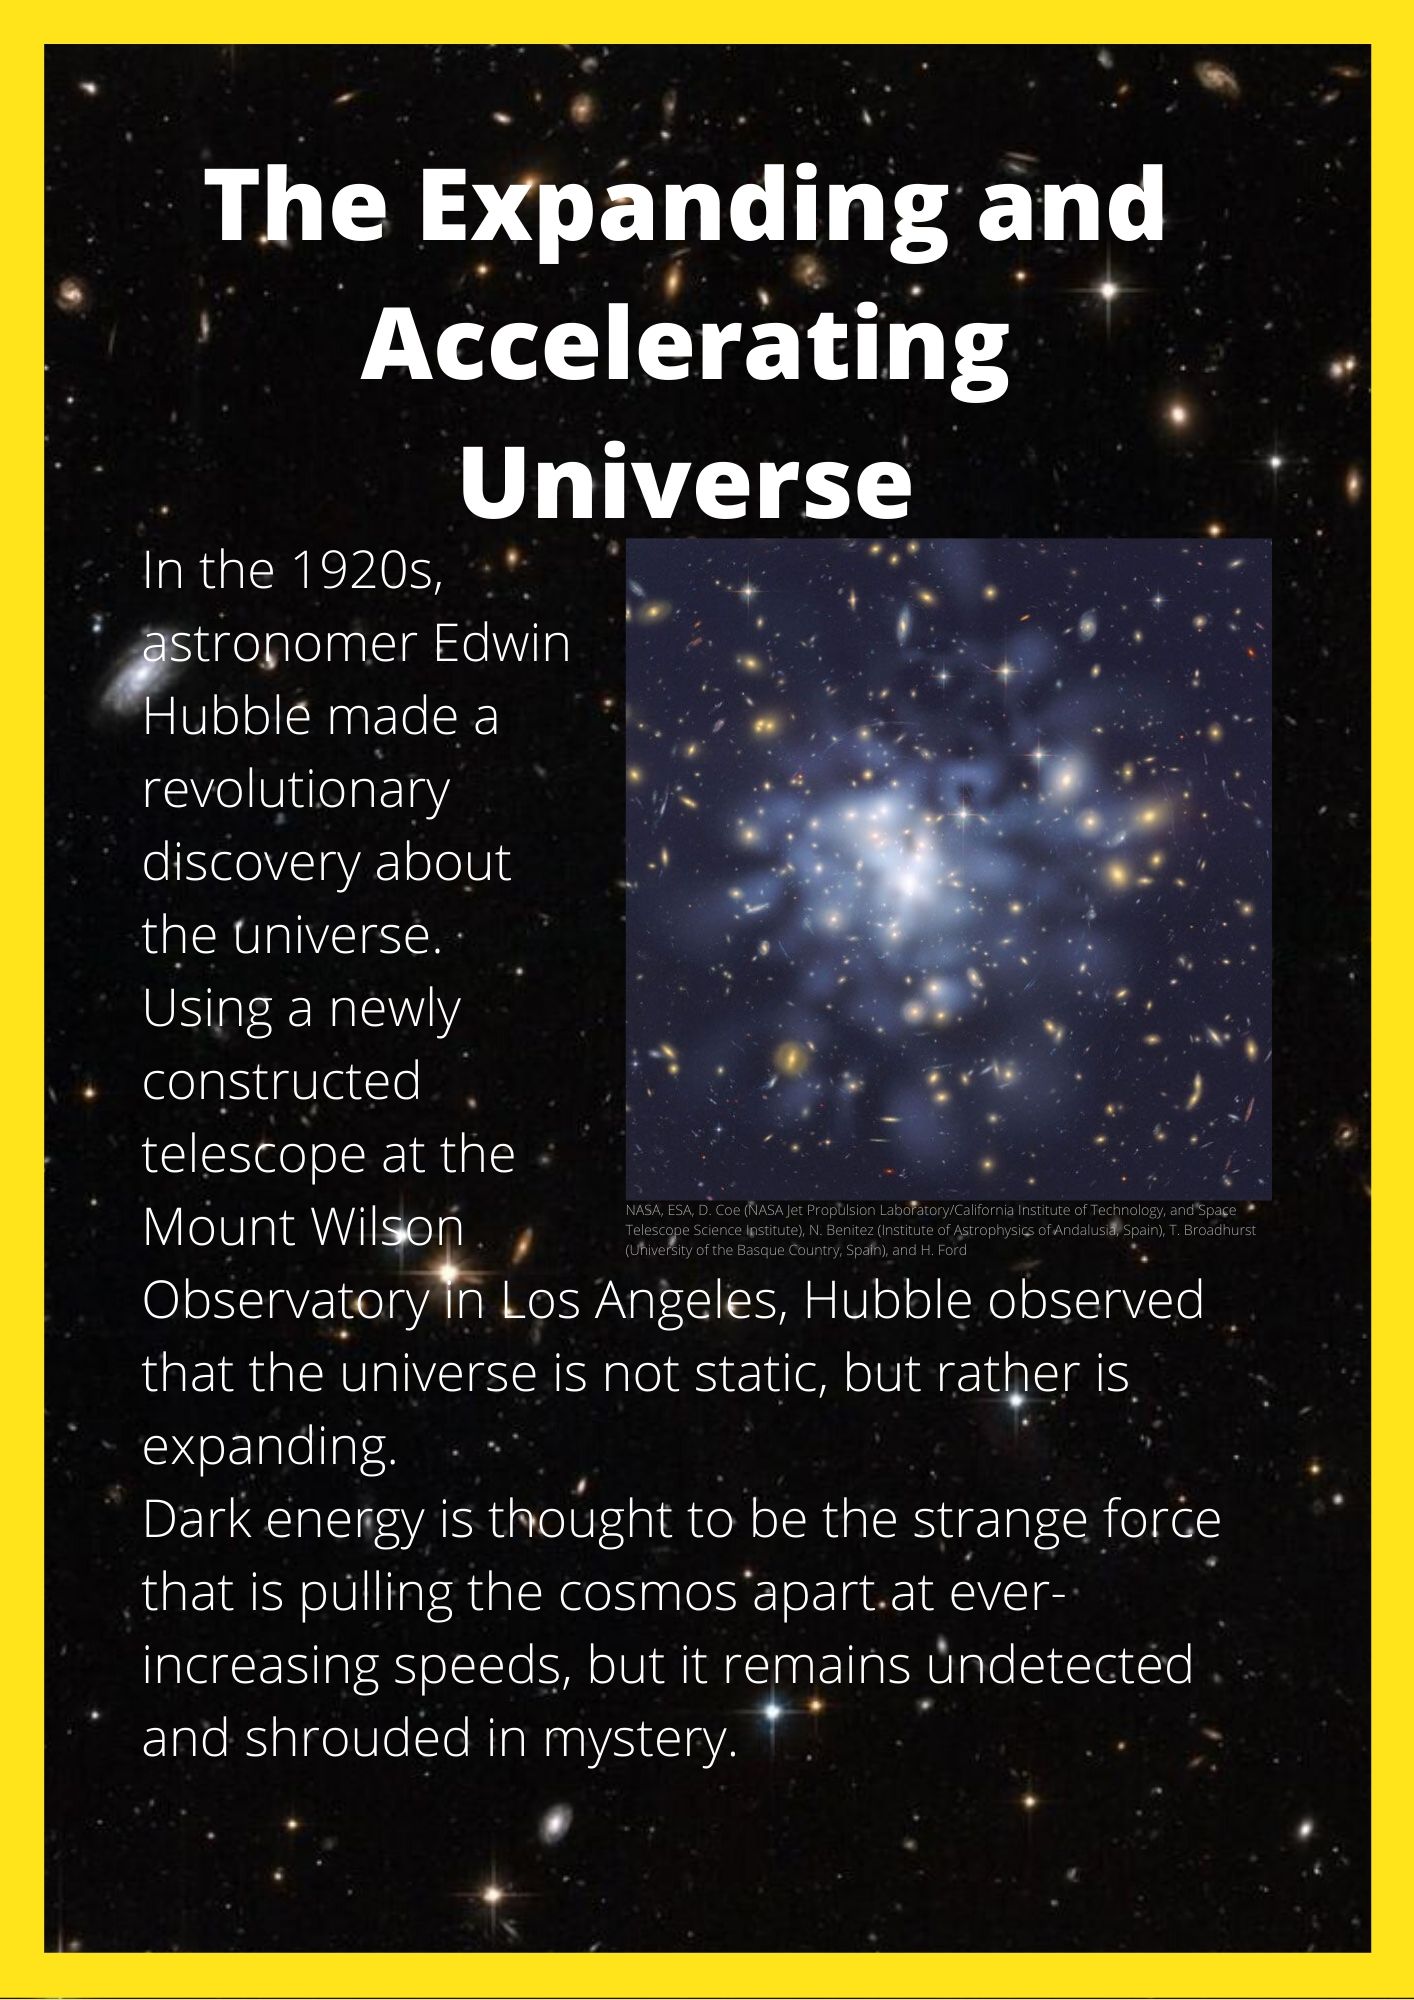 The Expanding and
Accelerating
Universe
In the 1920s,
astronomer Edwin
Hubble made a
revolutionary
discovery about
the universe.
Using a newly
constructed
telescope at the
Mount Wilson
Observatory in Los Angeles, Hubble observed
that the universe is not static, but rather is
expanding.
Dark energy is thought to be the strange force
that is pulling the cosmos apart at ever-
increasing speeds, but it remains undetected
and shrouded in mystery.
NASA, ESA, D. Coe (NASA Jet Propulsion Laboratory/California Institute of Technology, and Space
Telescope Science Institute), N. Benitez (Institute of Astrophysics of Andalusia, Spain), T. Broadhurst
(University of the Basque Country, Spain), and H. Ford